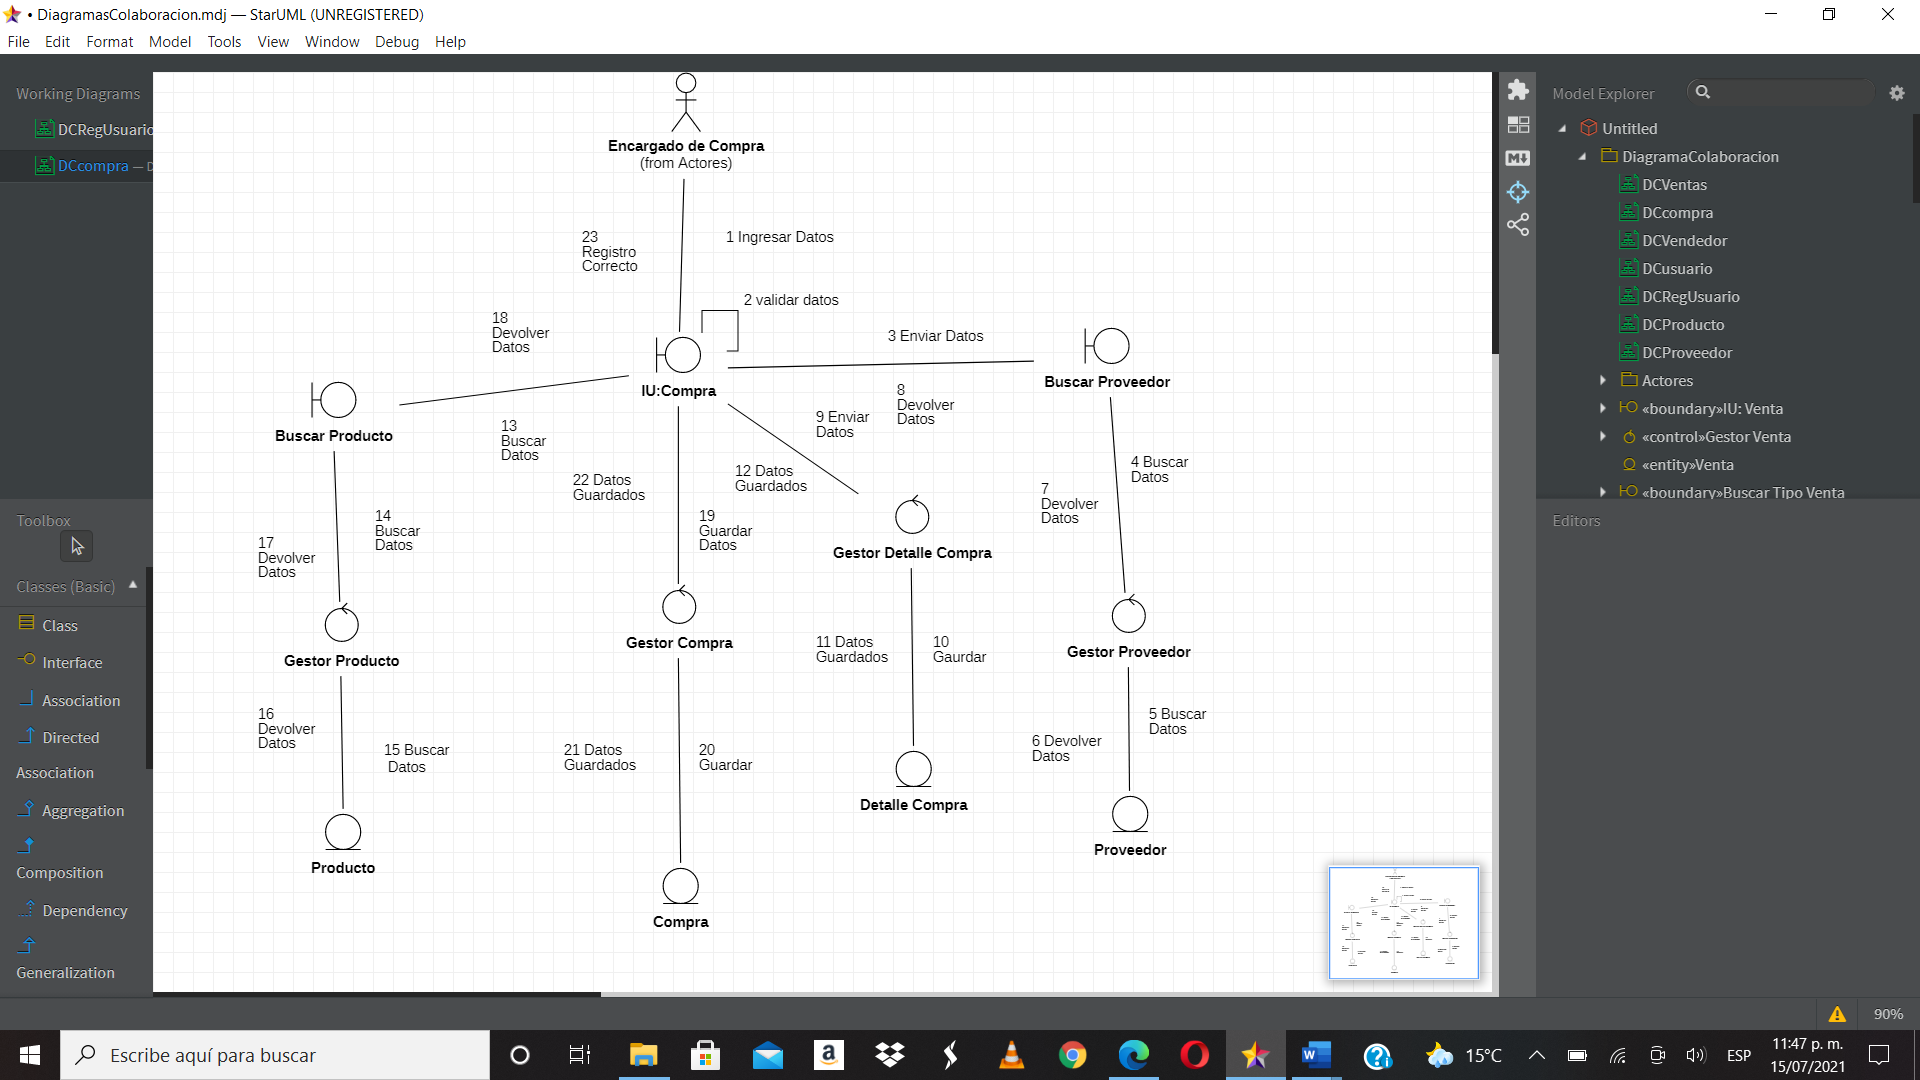 • DiagramasColaboracion.mdj — StarUML (UNREGISTERED)
File Edit Format Model Tools View Window Debug Help
Working Diagrams
DCRegUsuario
DCcompra — D
Toolbox
Classes (Basic)
Class
Interface
Association
Directed
Association
Aggregation
Composition
Dependency
Generalization
Encargado de Compra
(from Actores)
23
Registro
Correcto
1 Ingresar Datos
2 validar datos
18
Devolver
Datos
3 Enviar Datos
IU:Compra
Buscar Proveedor
Buscar Producto
8
Devolver
Datos
9 Enviar
Datos
13
Buscar
Datos
22 Datos
Guardados
12 Datos
Guardados
4 Buscar
Datos
7
Devolver
Datos
14
Buscar
Datos
19
Guardar
Datos
17
Devolver
Datos
Gestor Detalle Compra
Gestor Producto
Gestor Compra
11 Datos
Guardados
10
Gaurdar
Gestor Proveedor
16
Devolver
Datos
15 Buscar
Datos
21 Datos
Guardados
20
Guardar
6 Devolver
Datos
5 Buscar
Datos
Detalle Compra
Proveedor
Producto
Compra
M
Model Explorer
Untitled
DiagramaColaboracion
DCVentas
DCcompra
DCVendedor
DCusuario
DCRegUsuario
DCProducto
DCProveedor
Actores
«boundary»IU: Venta
«control»Gestor Venta
«entity»Venta
«boundary»Buscar Tipo Venta
Editors
90%
Escribe aquí para buscar
15°C
ESP
11:47 p. m.
15/07/2021